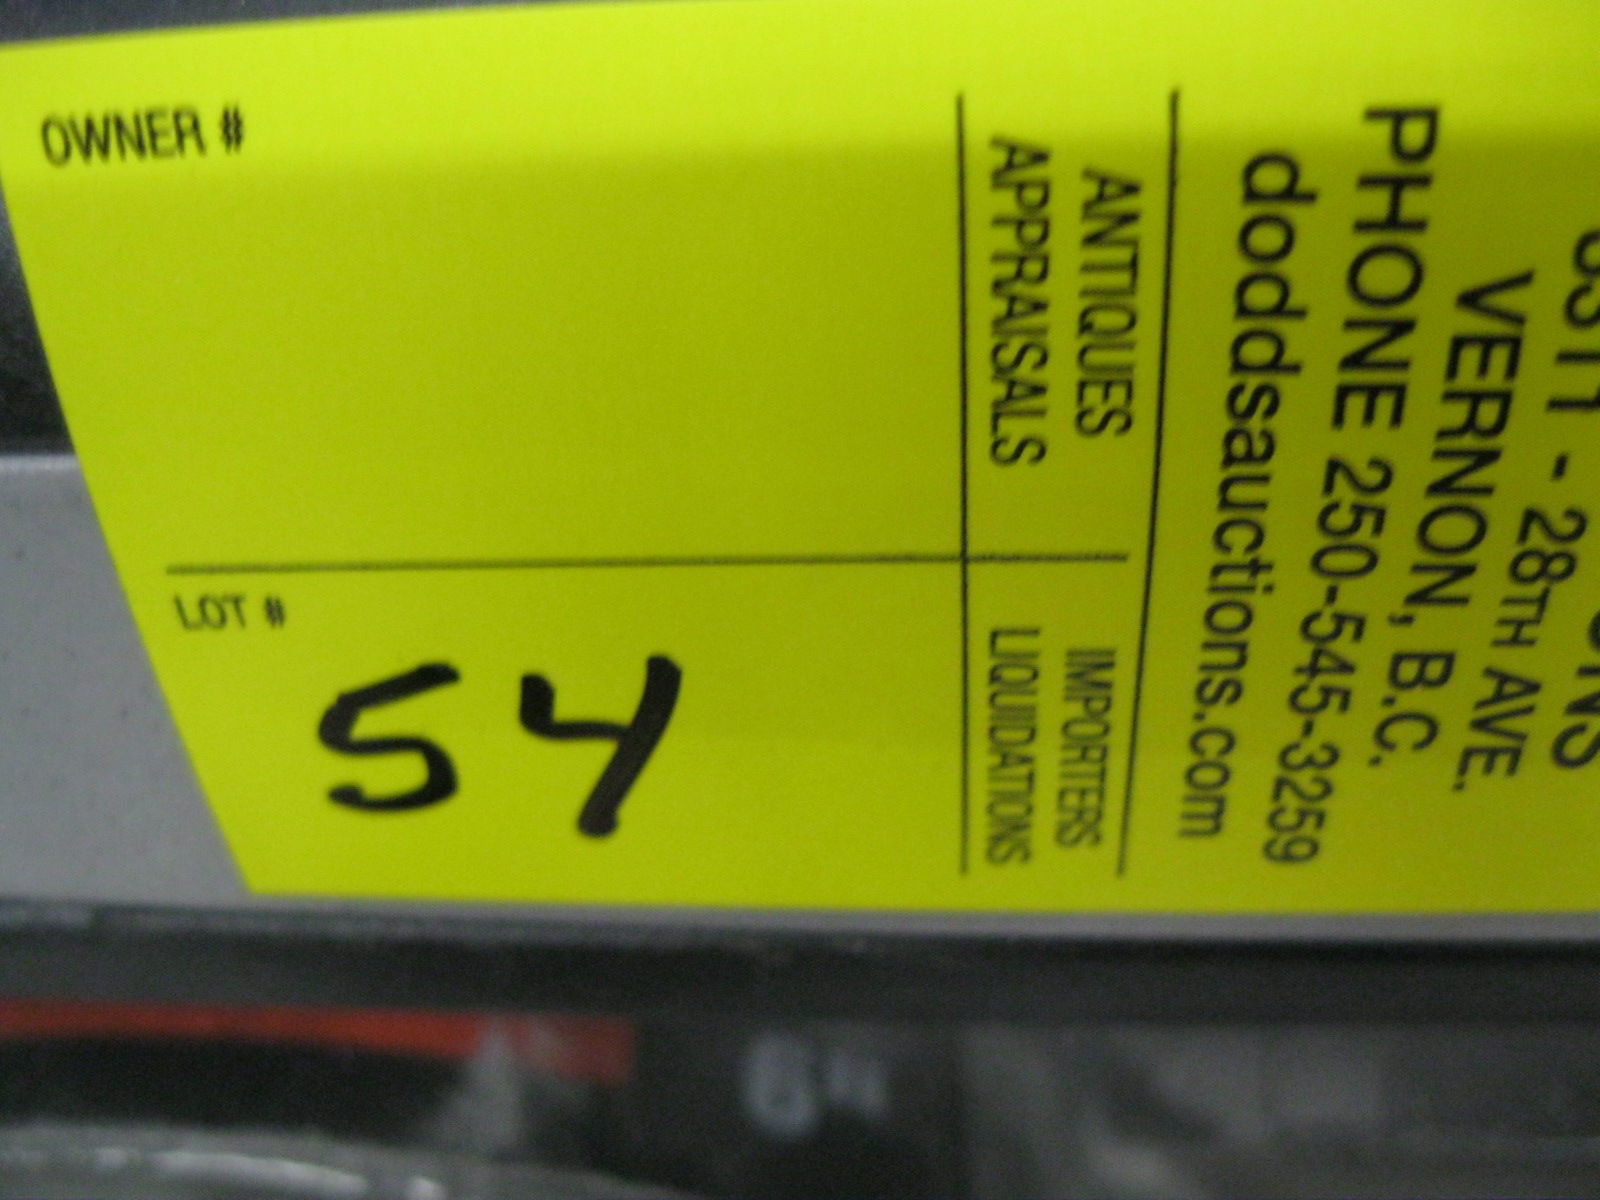 28TH AVE.
VERNON, B.C.
PHONE 250-545-3259
doddsauctions.com
ANTIQUES IMPORTERS
APPRAISALS LIQUIDATIONS
OWNER #
LOT #
54